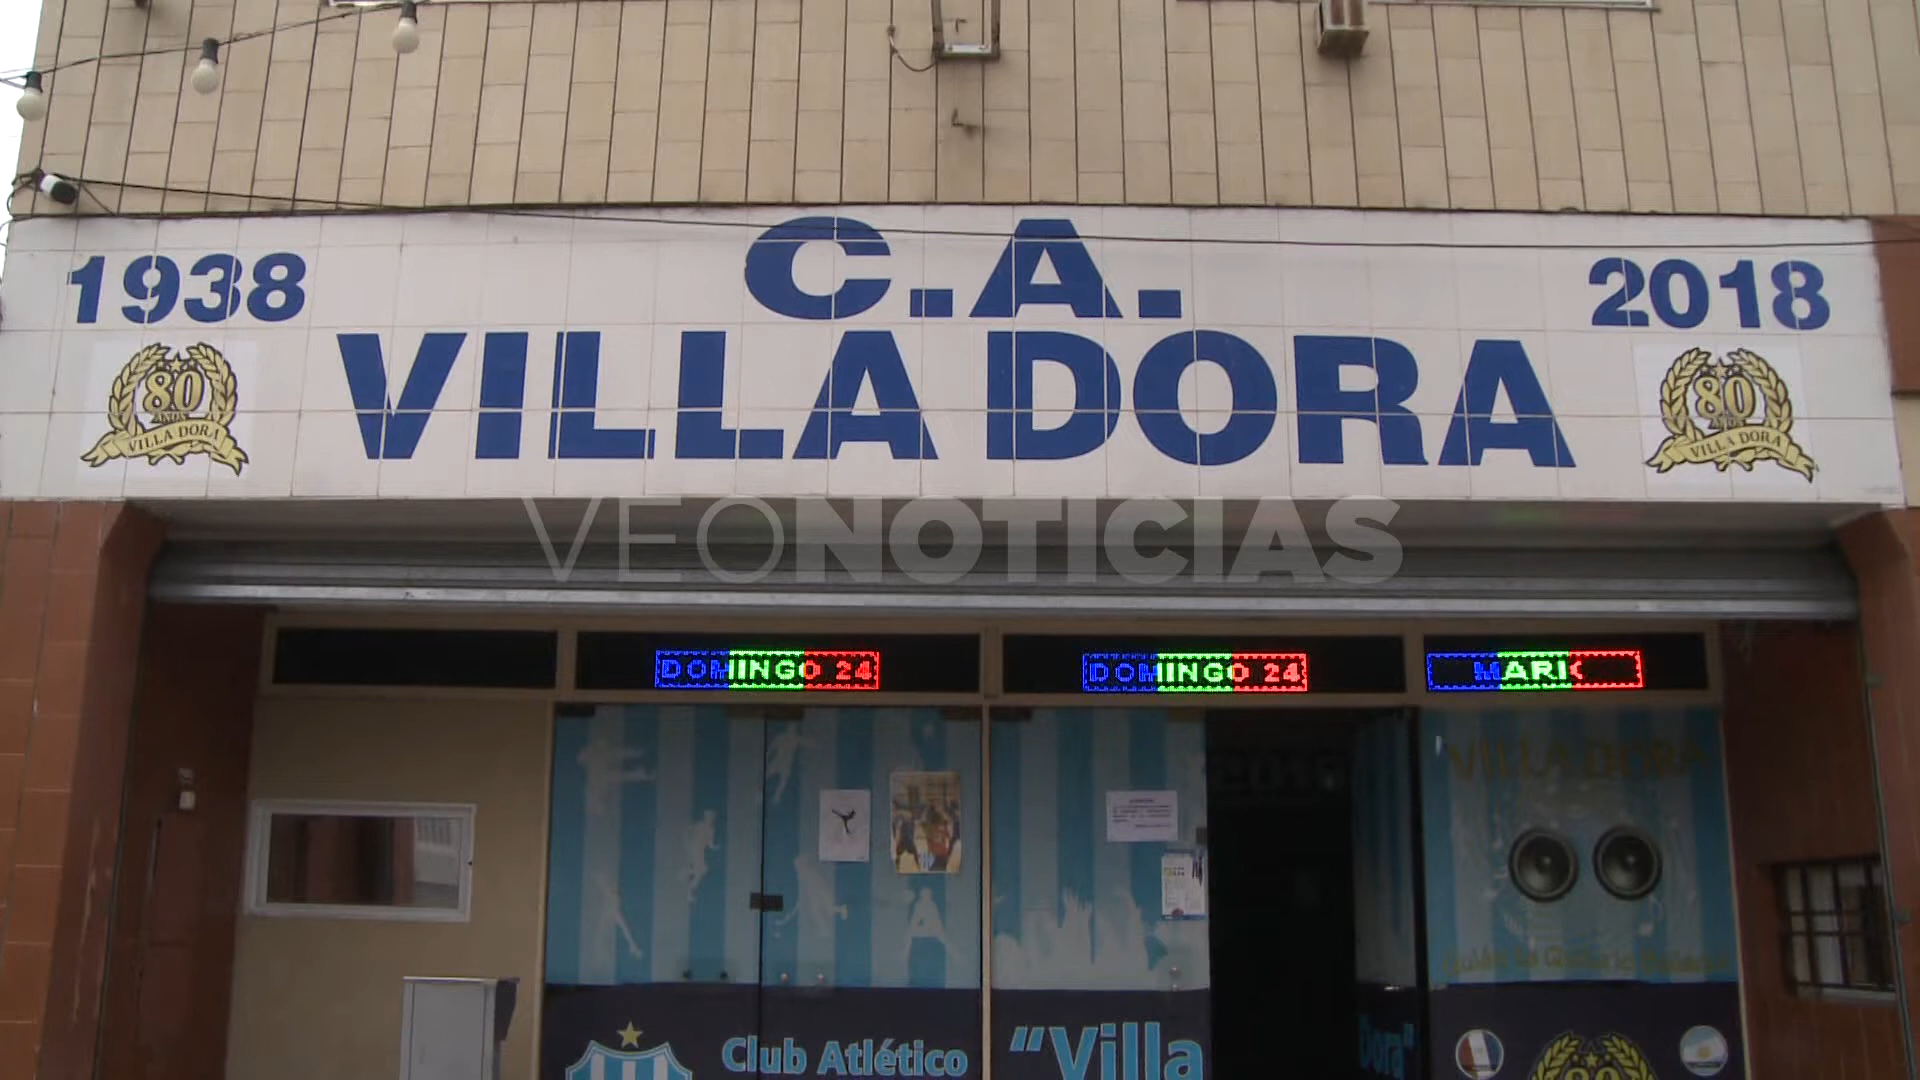 C.A.
1938
2018
VILLA DORA
80
AÑOS
VILLA DORA
80
AÑOS
VILLA DORA
VEONOTICIAS
DOMINGO 24
DOMINGO 24
MARI
VILLA DORA
Club Atlético
"Villa
Dora"
80